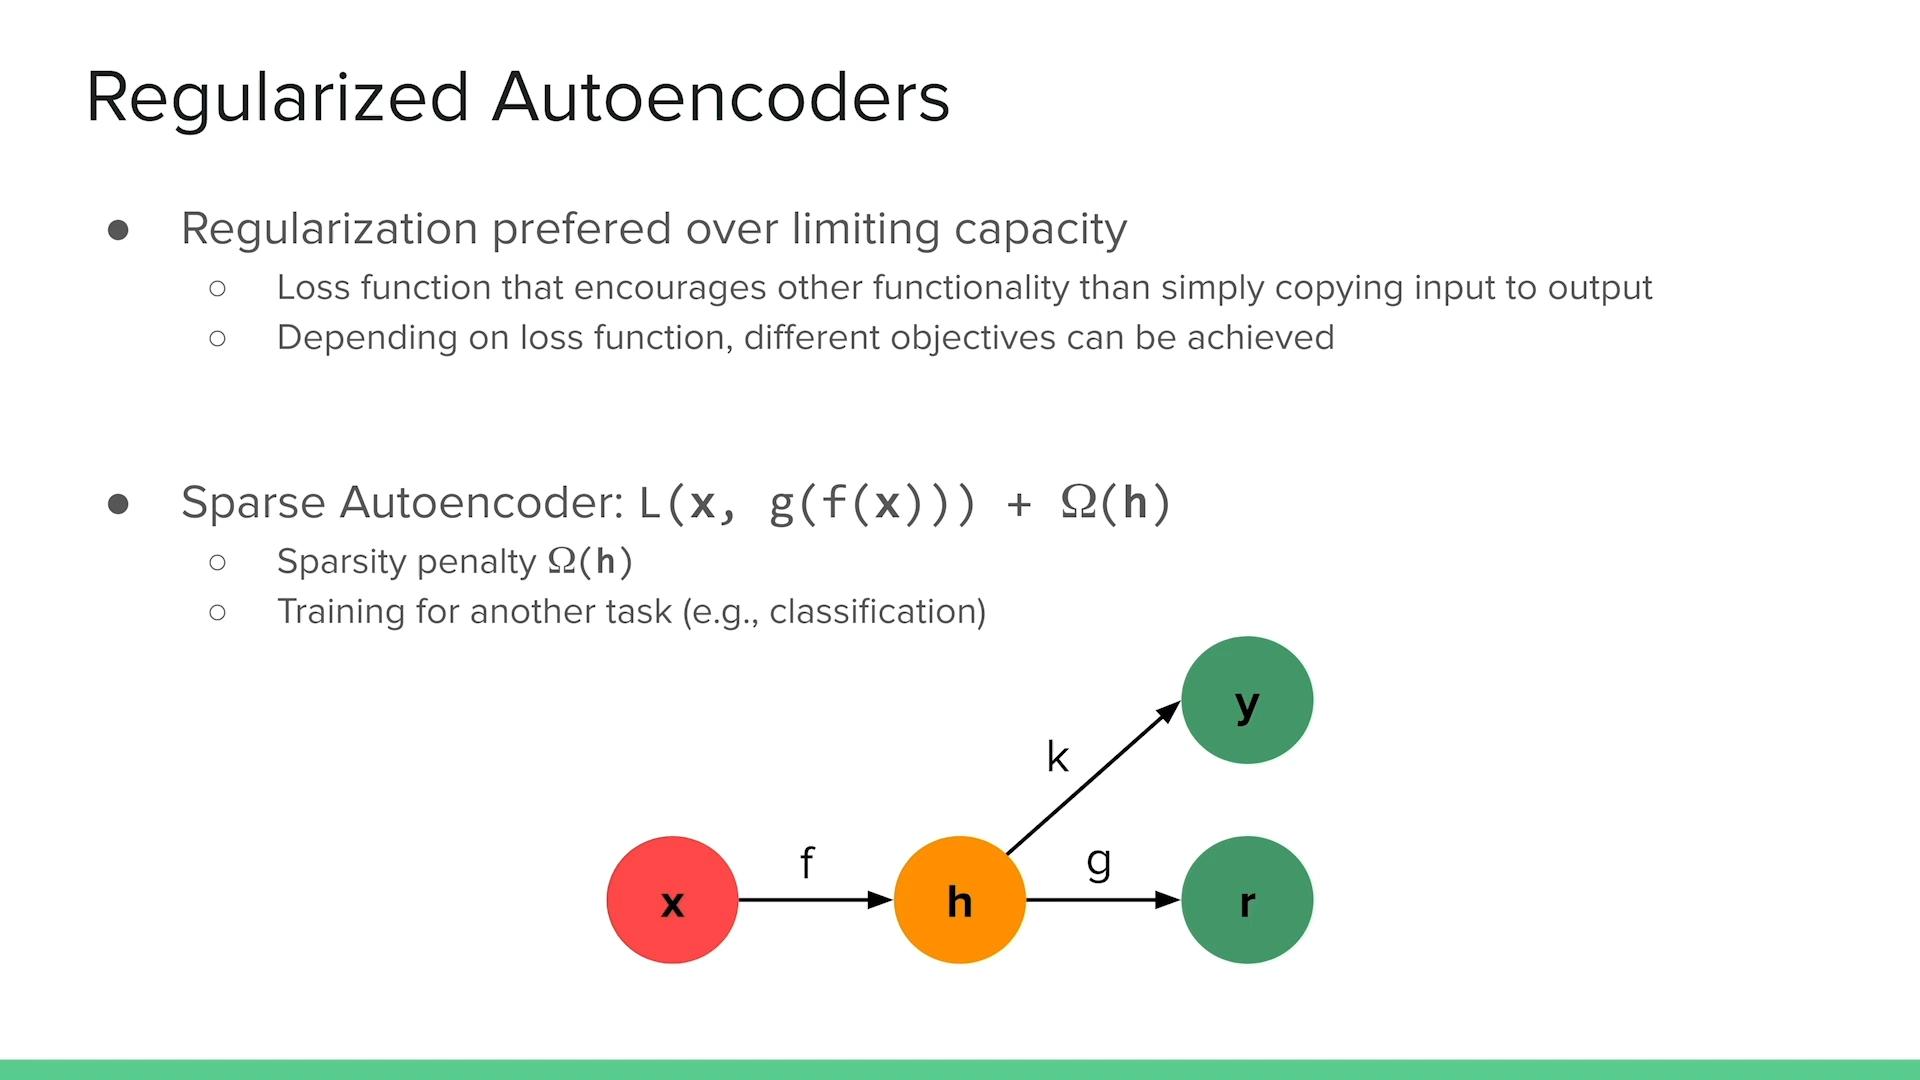 Regularized Autoencoders
● Regularization prefered over limiting capacity
○ Loss function that encourages other functionality than simply copying input to output
○ Depending on loss function, different objectives can be achieved
● Sparse Autoencoder: L(x, g(f(x))) + Ω(h)
○ Sparsity penalty Ω(h)
○ Training for another task (e.g., classification)
y
k
f
g
x
h
r